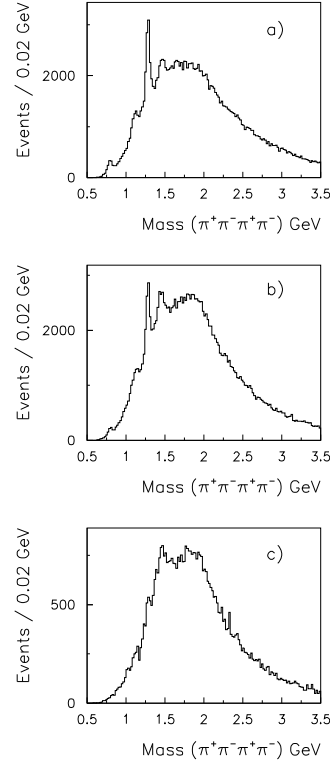 a)
Events / 0.02 GeV
2000
0
0.5 1 1.5 2 2.5 3 3.5
Mass (π⁺π⁻π⁺π⁻) GeV
b)
Events / 0.02 GeV
2000
0
0.5 1 1.5 2 2.5 3 3.5
Mass (π⁺π⁻π⁺π⁻) GeV
c)
Events / 0.02 GeV
500
0
0.5 1 1.5 2 2.5 3 3.5
Mass (π⁺π⁻π⁺π⁻) GeV